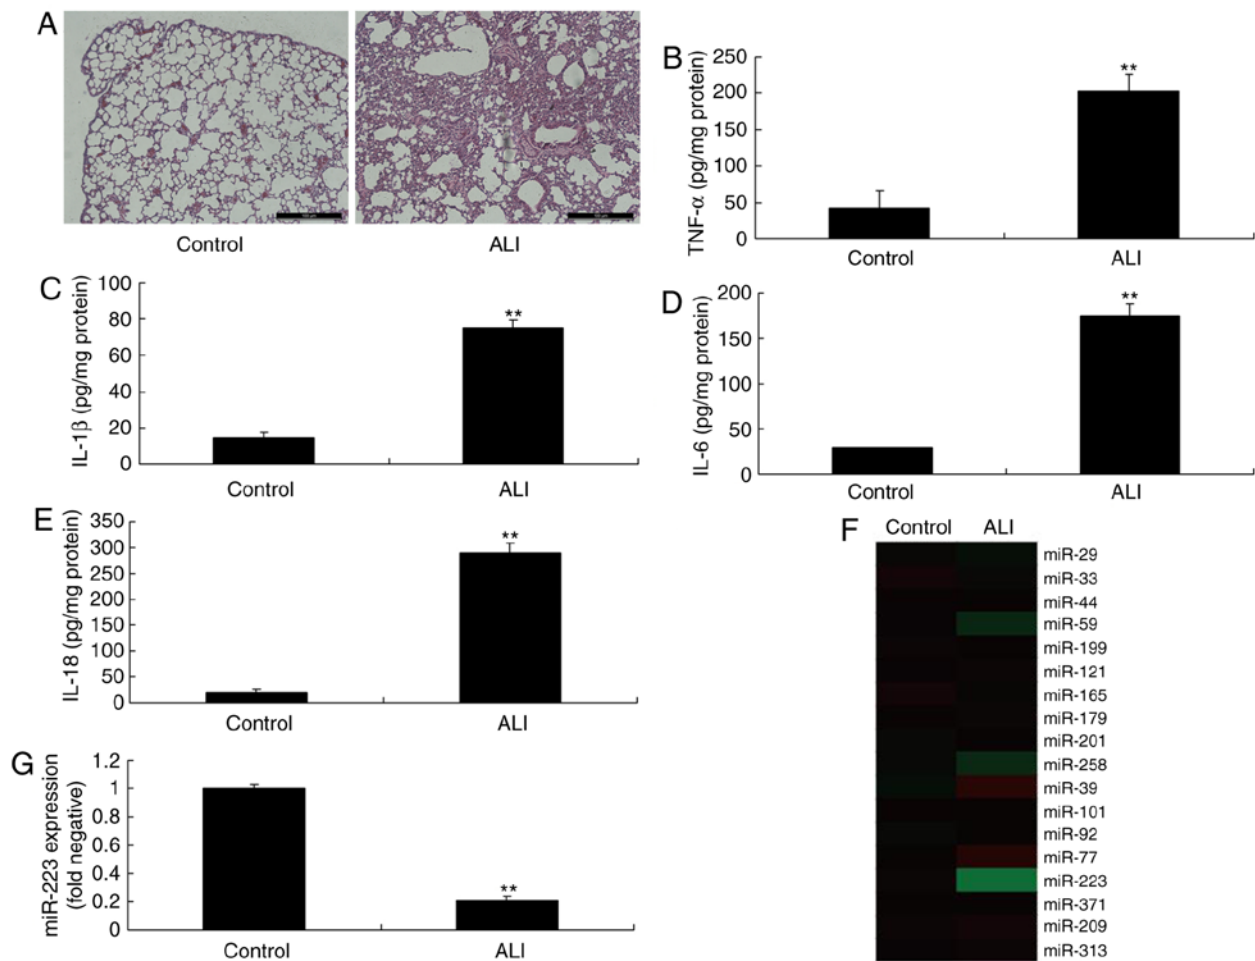 A
Control
ALI
B
TNF-α (pg/mg protein)
250
200
150
100
50
0
**
Control
ALI
C
IL-1β (pg/mg protein)
100
80
60
40
20
0
**
Control
ALI
D
IL-6 (pg/mg protein)
200
150
100
50
0
**
Control
ALI
E
IL-18 (pg/mg protein)
350
300
250
200
150
100
50
0
**
Control
ALI
F
Control ALI
miR-29
miR-33
miR-44
miR-59
miR-199
miR-121
miR-165
miR-179
miR-201
miR-258
miR-39
miR-101
miR-92
miR-77
miR-223
miR-371
miR-209
miR-313
G
miR-223 expression
(fold negative)
1.2
1
0.8
0.6
0.4
0.2
0
**
Control
ALI